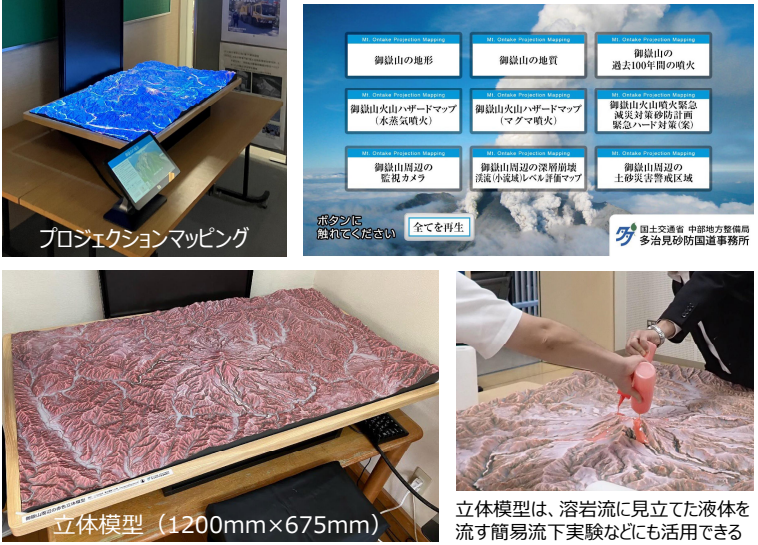 プロジェクションマッピング
Mt. Ontake Projection Mapping
御嶽山の地形
Mt. Ontake Projection Mapping
御嶽山の地質
Mt. Ontake Projection Mapping
御嶽山の
過去100年間の噴火
Mt. Ontake Projection Mapping
御嶽山火山ハザードマップ
(水蒸気噴火)
Mt. Ontake Projection Mapping
御嶽山火山ハザードマップ
(マグマ噴火)
Mt. Ontake Projection Mapping
御嶽山火山噴火緊急
減災対策砂防計画
緊急ハード対策(案)
Mt. Ontake Projection Mapping
御嶽山周辺の
監視カメラ
Mt. Ontake Projection Mapping
御嶽山周辺の深層崩壊
渓流(小流域)レベル評価マップ
Mt. Ontake Projection Mapping
御嶽山周辺の
土砂災害警戒区域
ボタンに
触れてください
全てを再生
国土交通省 中部地方整備局
多治見砂防国道事務所
立体模型（1200mm×675mm）
立体模型は、溶岩流に見立てた液体を
流す簡易流下実験などにも活用できる